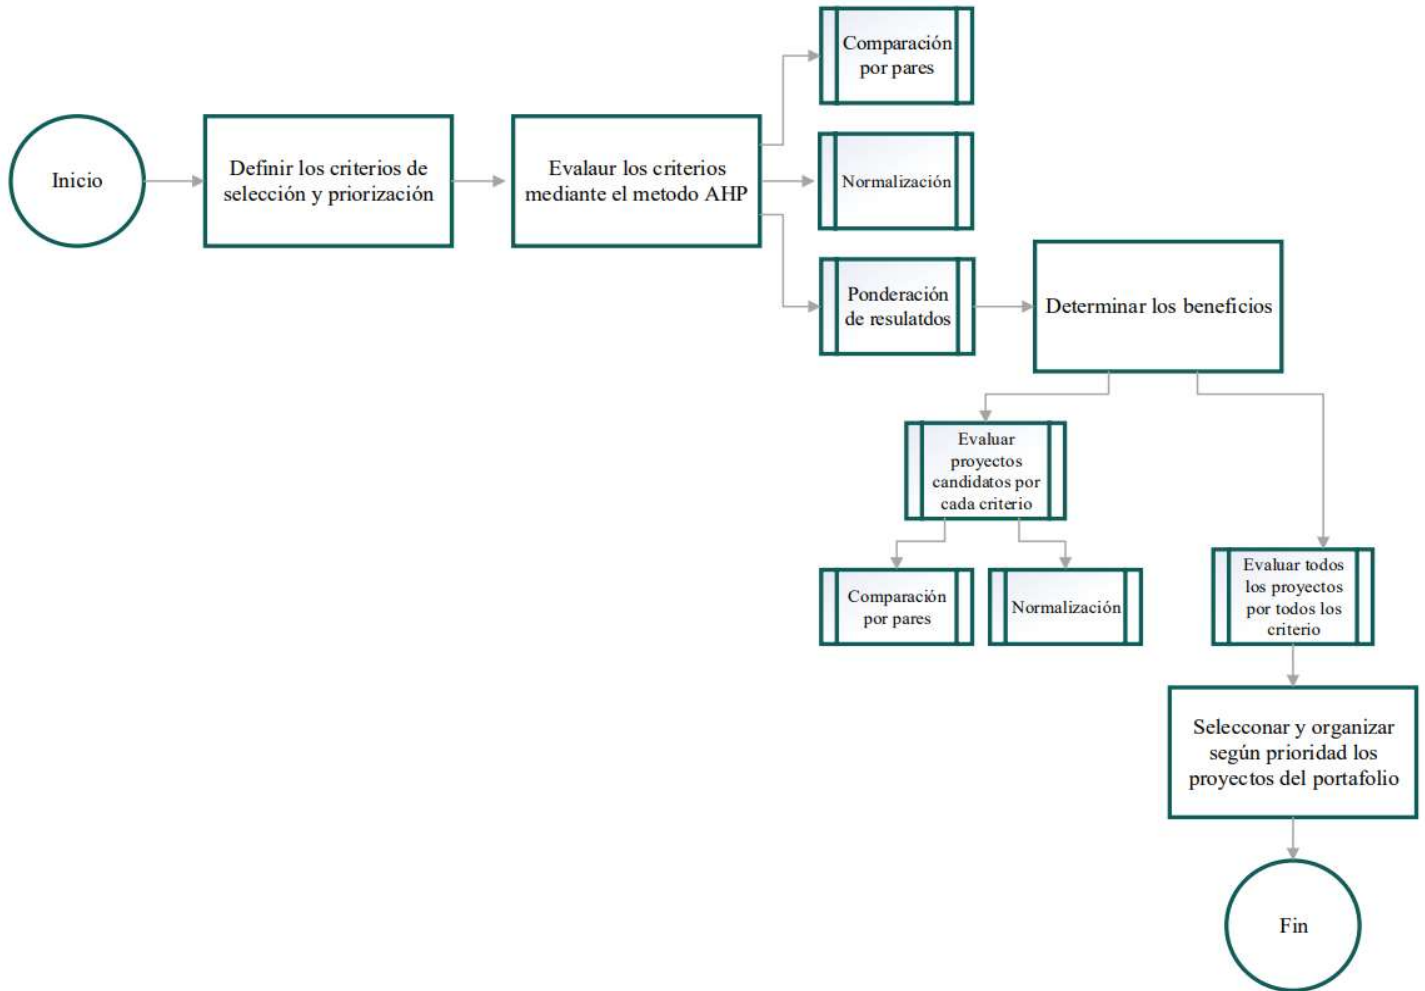 Inicio
Definir los criterios de
selección y priorización
Evalaur los criterios
mediante el metodo AHP
Comparación
por pares
Normalización
Ponderación
de resulatdos
Determinar los beneficios
Evaluar
proyectos
candidatos por
cada criterio
Comparación
por pares
Normalización
Evaluar todos
los proyectos
por todos los
criterio
Selecconar y organizar
según prioridad los
proyectos del portafolio
Fin